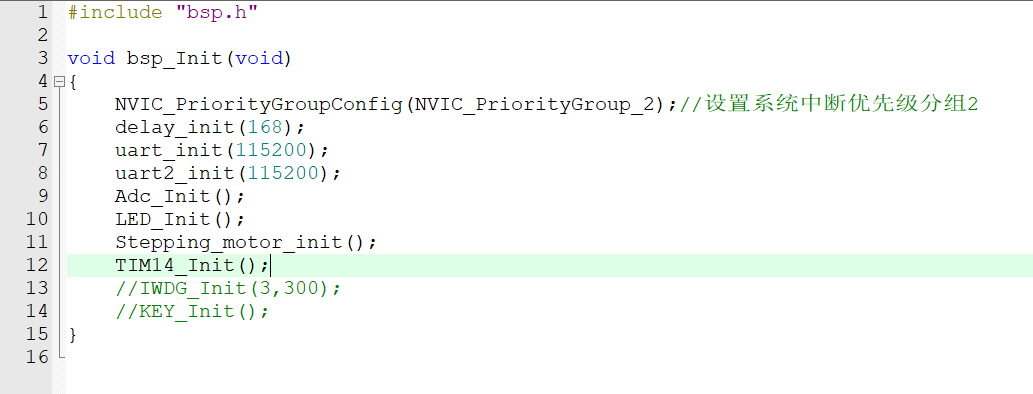 1 #include "bsp.h"
2
3 void bsp_Init(void)
4 {
5 NVIC_PriorityGroupConfig(NVIC_PriorityGroup_2);//设置系统中断优先级分组2
6 delay_init(168);
7 uart_init(115200);
8 uart2_init(115200);
9 Adc_Init();
10 LED_Init();
11 Stepping_motor_init();
12 TIM14_Init();
13 //IWDG_Init(3,300);
14 //KEY_Init();
15 }
16